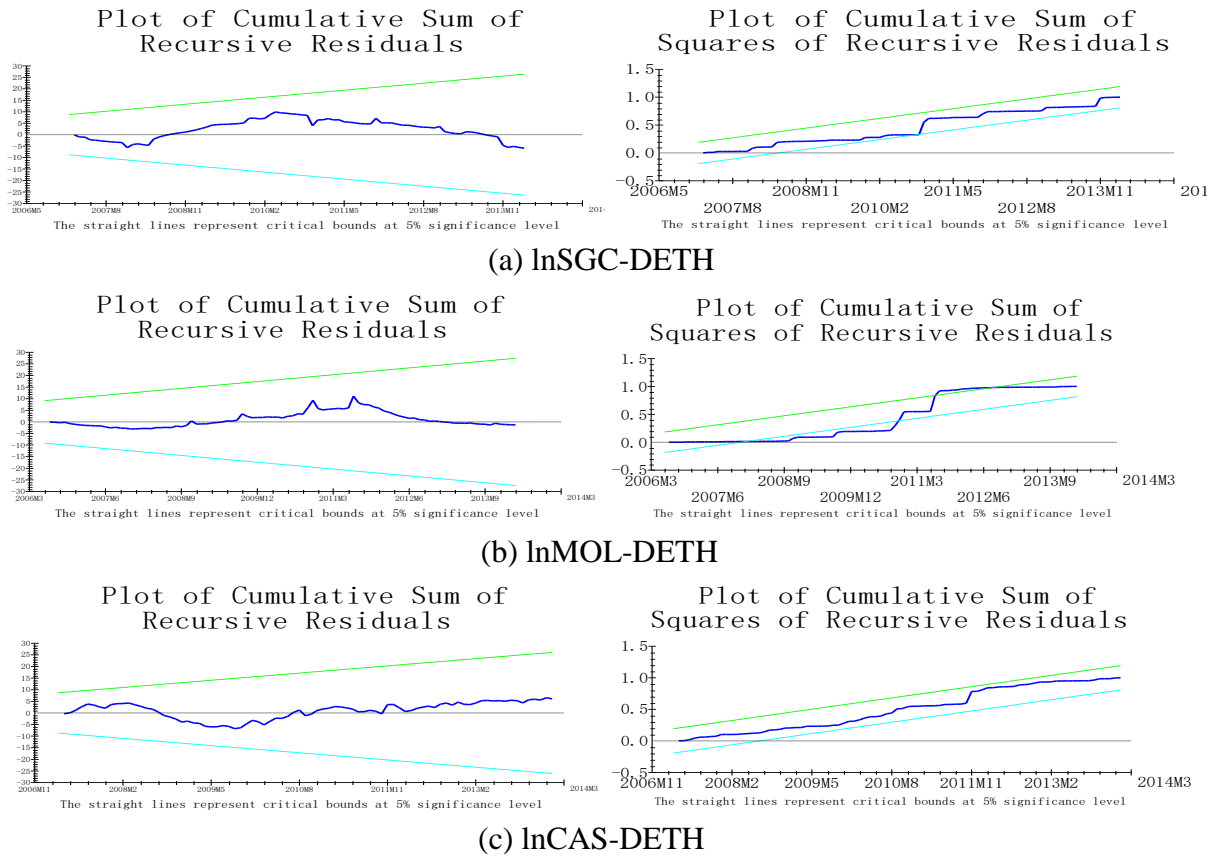 Plot of Cumulative Sum of
Recursive Residuals
30
25
20
15
10
5
0
-5
-10
-15
-20
-25
-30
2006M5 2007M8 2008M11 2010M2 2011M5 2012M8 2013M11 201
The straight lines represent critical bounds at 5% significance level
Plot of Cumulative Sum of
Squares of Recursive Residuals
1.5
1.0
0.5
0.0
-0.5
2006M5 2008M11 2011M5 2013M11 201
2007M8 2010M2 2012M8
The straight lines represent critical bounds at 5% significance level
(a) lnSGC-DETH
Plot of Cumulative Sum of
Recursive Residuals
30
25
20
15
10
5
0
-5
-10
-15
-20
-25
-30
2006M3 2007M6 2008M9 2009M12 2011M3 2012M6 2013M9 2014M3
The straight lines represent critical bounds at 5% significance level
Plot of Cumulative Sum of
Squares of Recursive Residuals
1.5
1.0
0.5
0.0
-0.5
2006M3 2008M9 2011M3 2013M9 2014M3
2007M6 2009M12 2012M6
The straight lines represent critical bounds at 5% significance level
(b) lnMOL-DETH
Plot of Cumulative Sum of
Recursive Residuals
30
25
20
15
10
5
0
-5
-10
-15
-20
-25
-30
2006M11 2008M2 2009M5 2010M8 2011M11 2013M2 2014M3
The straight lines represent critical bounds at 5% significance level
Plot of Cumulative Sum of
Squares of Recursive Residuals
1.5
1.0
0.5
0.0
-0.5
2006M11 2008M2 2009M5 2010M8 2011M11 2013M2 2014M3
The straight lines represent critical bounds at 5% significance level
(c) lnCAS-DETH